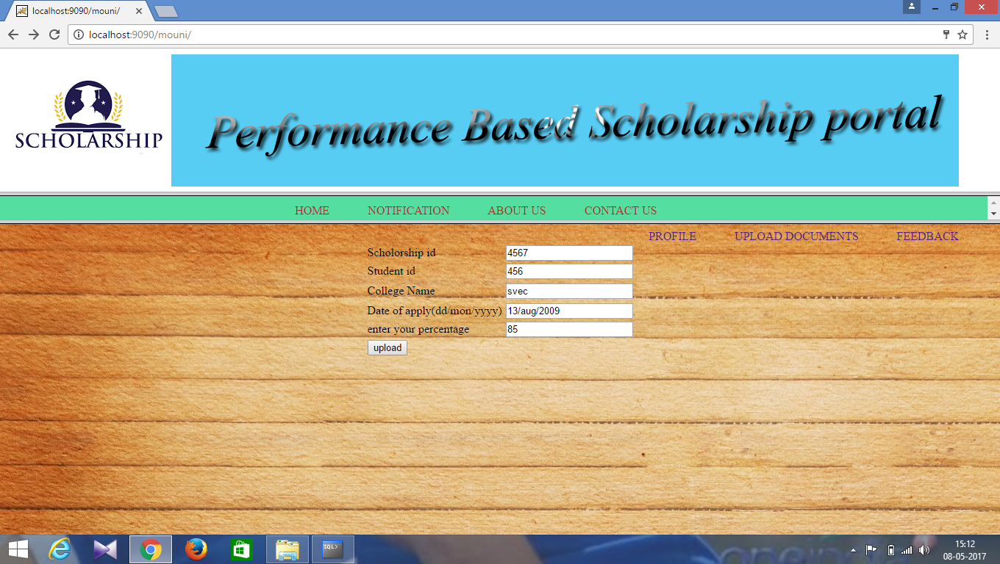 localhost:9090/mouni/
localhost:9090/mouni/
SCHOLARSHIP
Performance Based Scholarship portal
HOME NOTIFICATION ABOUT US CONTACT US
PROFILE UPLOAD DOCUMENTS FEEDBACK
Scholorship id 4567
Student id 456
College Name svec
Date of apply(dd/mon/yyyy) 13/aug/2009
enter your percentage 85
upload
SQL>
15:12
08-05-2017